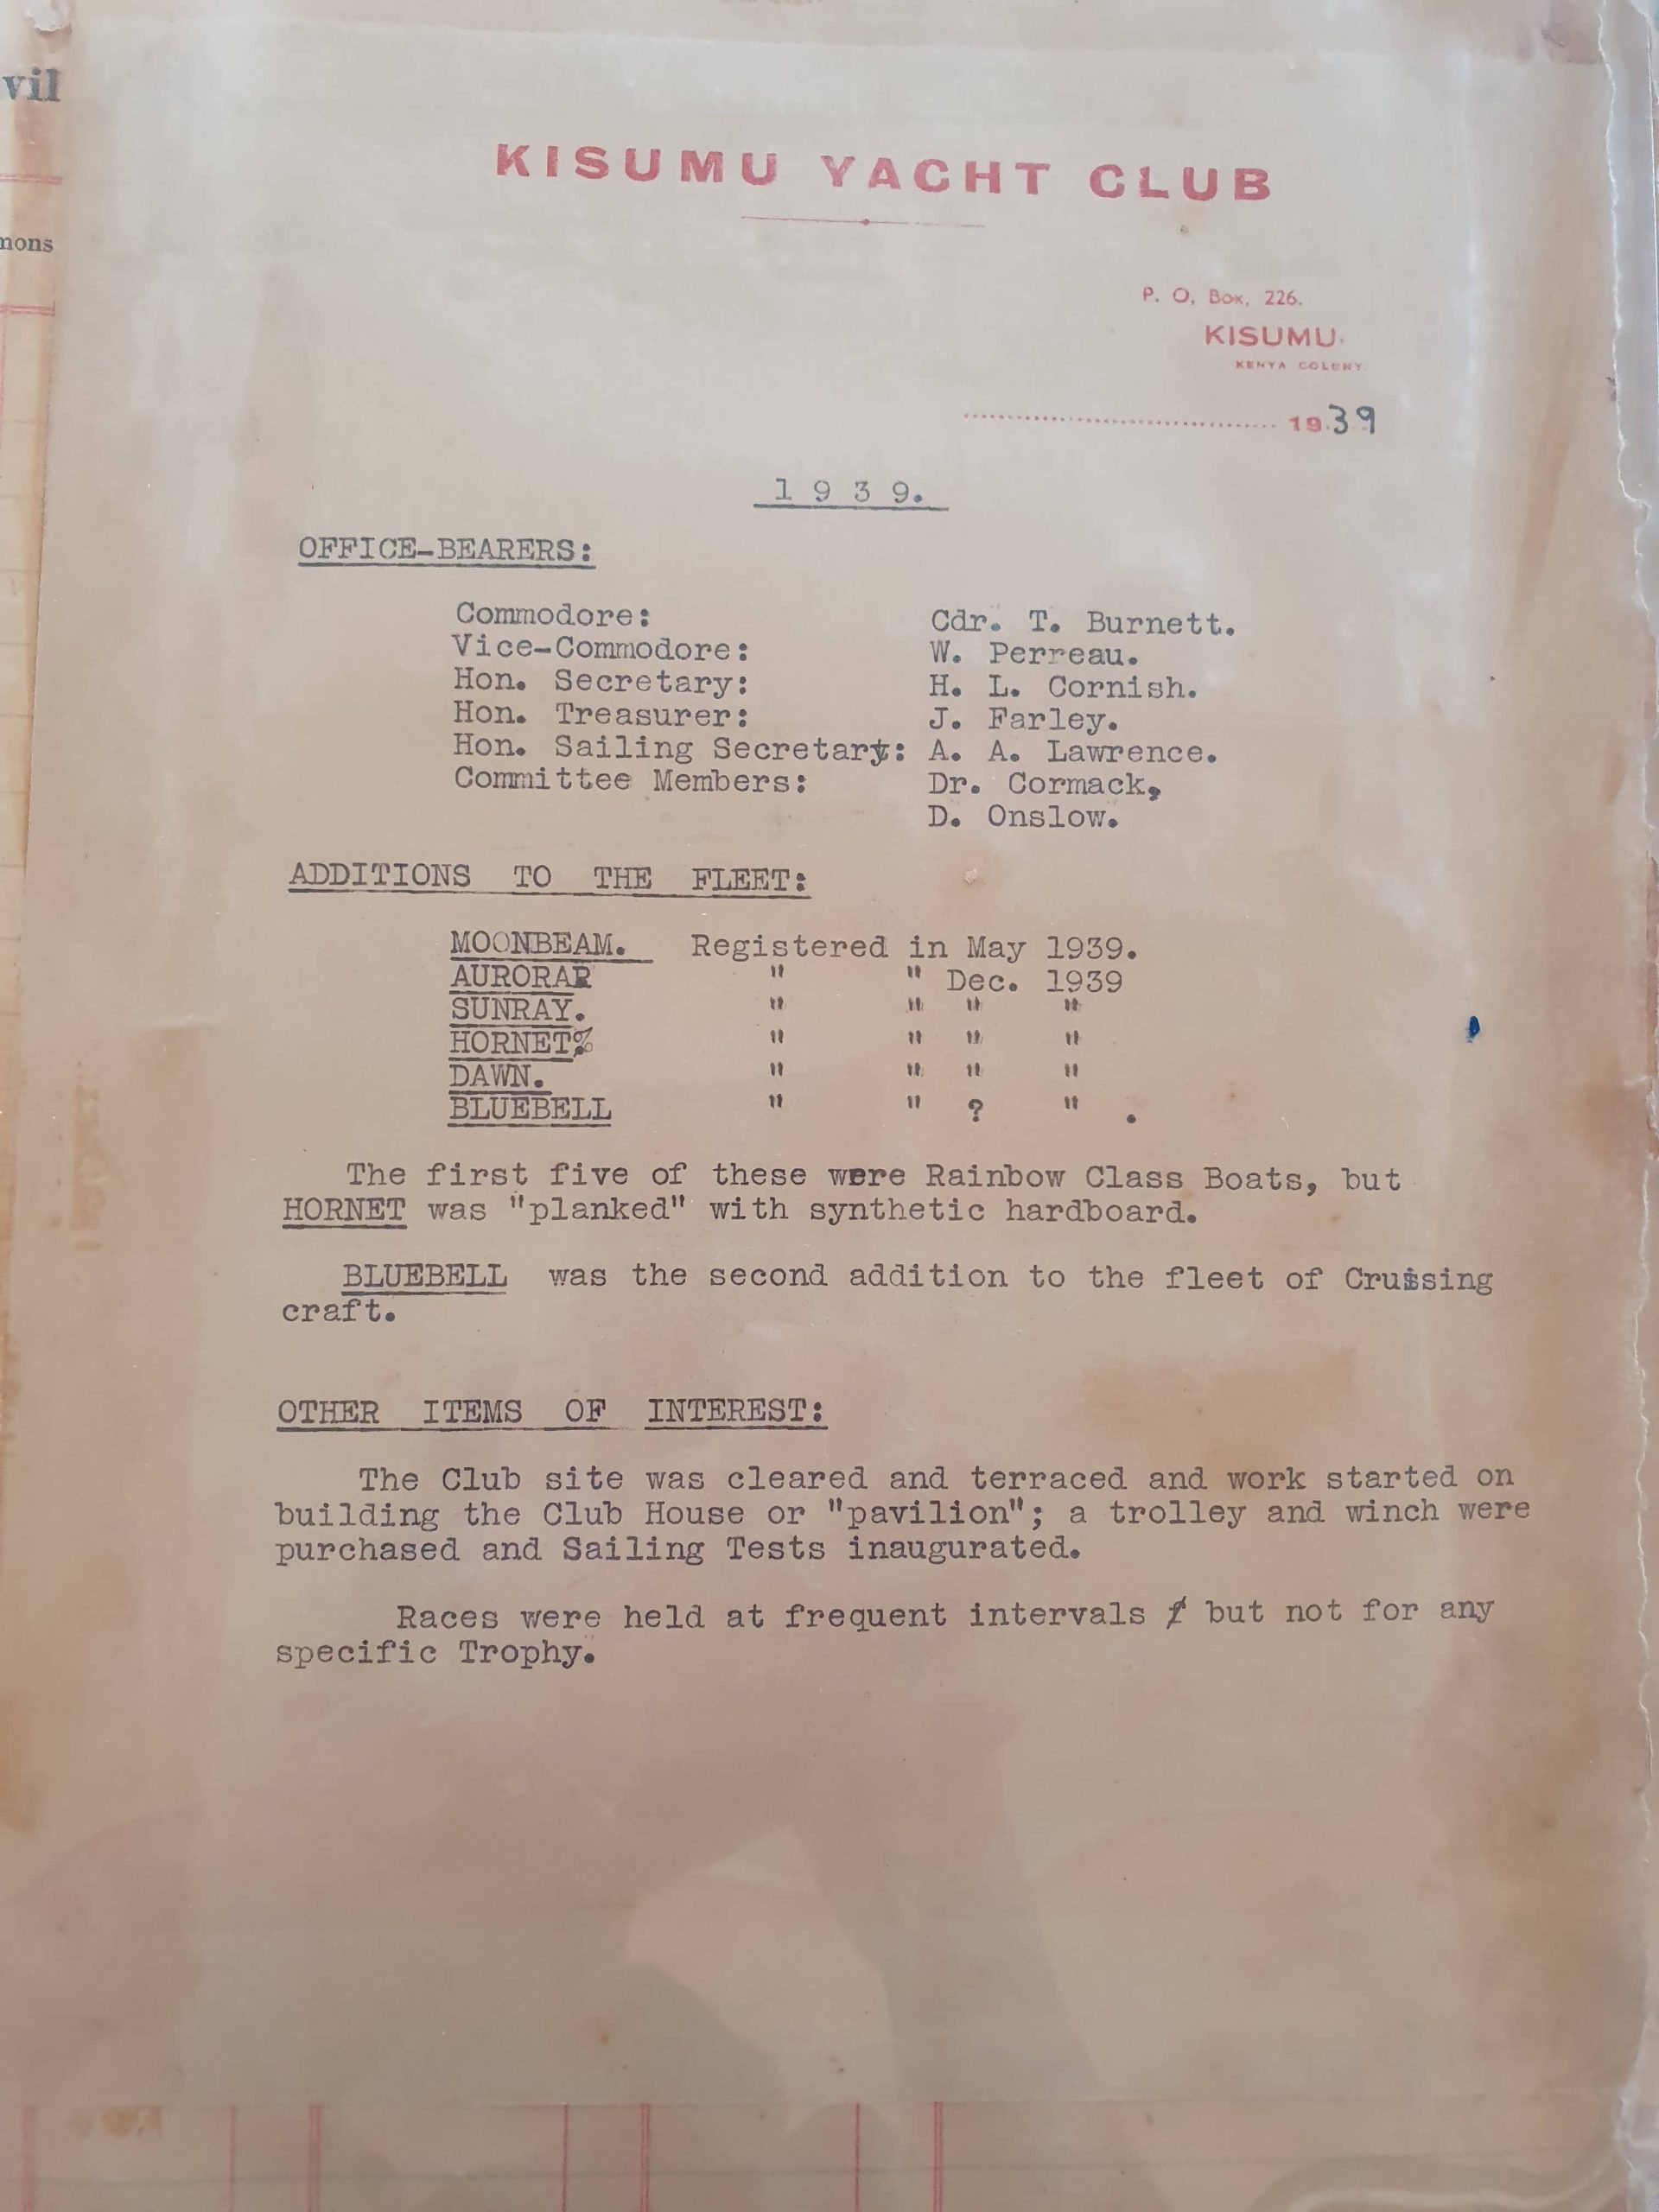 vil
mons
KISUMU YACHT CLUB
P. O, Box, 226.
KISUMU.
KENYA COLONY.
1939
1 9 3 9.
OFFICE-BEARERS:
Commodore: Cdr. T. Burnett.
Vice-Commodore: W. Perreau.
Hon. Secretary: H. L. Cornish.
Hon. Treasurer: J. Farley.
Hon. Sailing Secretary: A. A. Lawrence.
Committee Members: Dr. Cormack,
D. Onslow.
ADDITIONS TO THE FLEET:
MOONBEAM. Registered in May 1939.
AURORAR " " Dec. 1939
SUNRAY. " " " "
HORNET% " " " "
DAWN. " " " "
BLUEBELL " " ? " .
The first five of these were Rainbow Class Boats, but
HORNET was "planked" with synthetic hardboard.
BLUEBELL was the second addition to the fleet of Cruising
craft.
OTHER ITEMS OF INTEREST:
The Club site was cleared and terraced and work started on
building the Club House or "pavilion"; a trolley and winch were
purchased and Sailing Tests inaugurated.
Races were held at frequent intervals but not for any
specific Trophy.